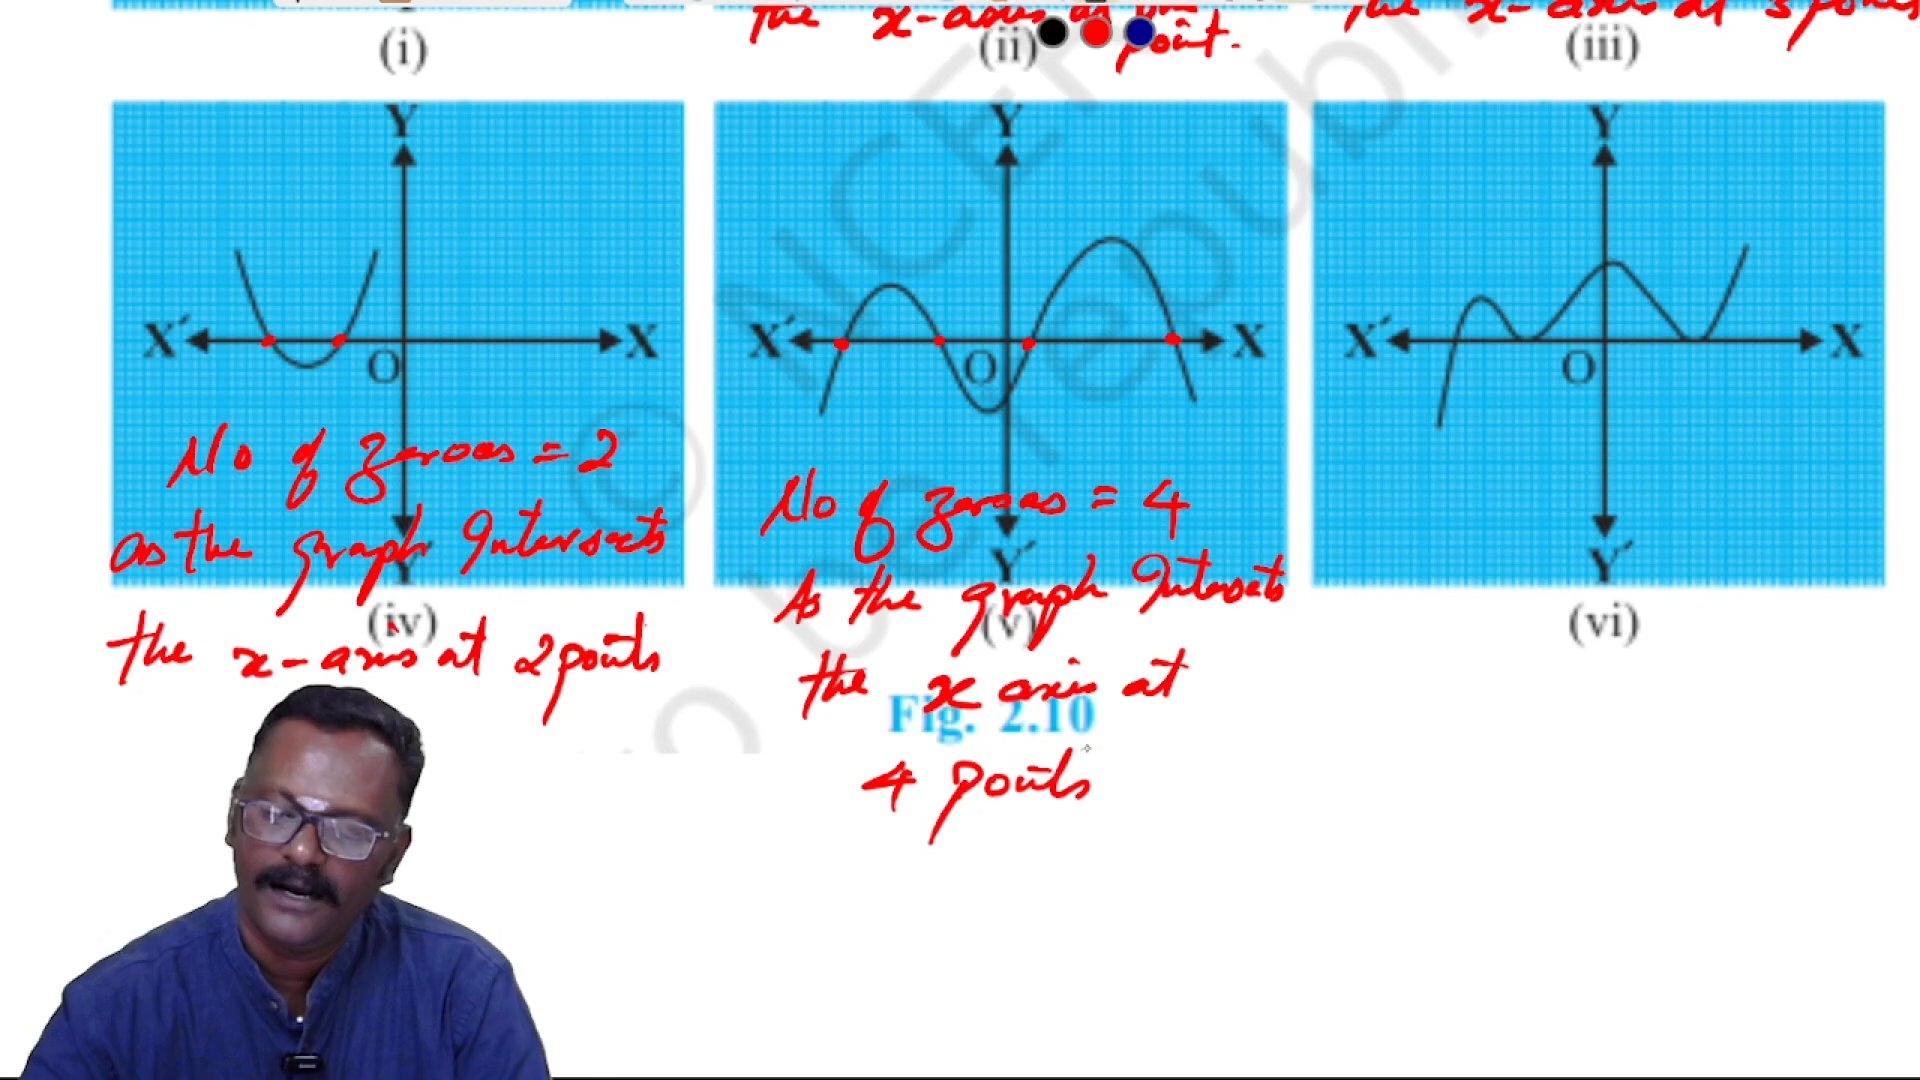 the x-axis at
point.
the x-axis at 3 points
(i)
(ii)
(iii)
Y
X′
X
O
Y′
Y
X′
X
O
Y′
Y
X′
X
O
Y′
No of zeroes = 2
as the graph Intersects
the x-axis at 2 points
(iv)
No of zeroes = 4
As the graph Intersects
the x axis at
4 points
(v)
(vi)
Fig. 2.10
© NCERT
republi